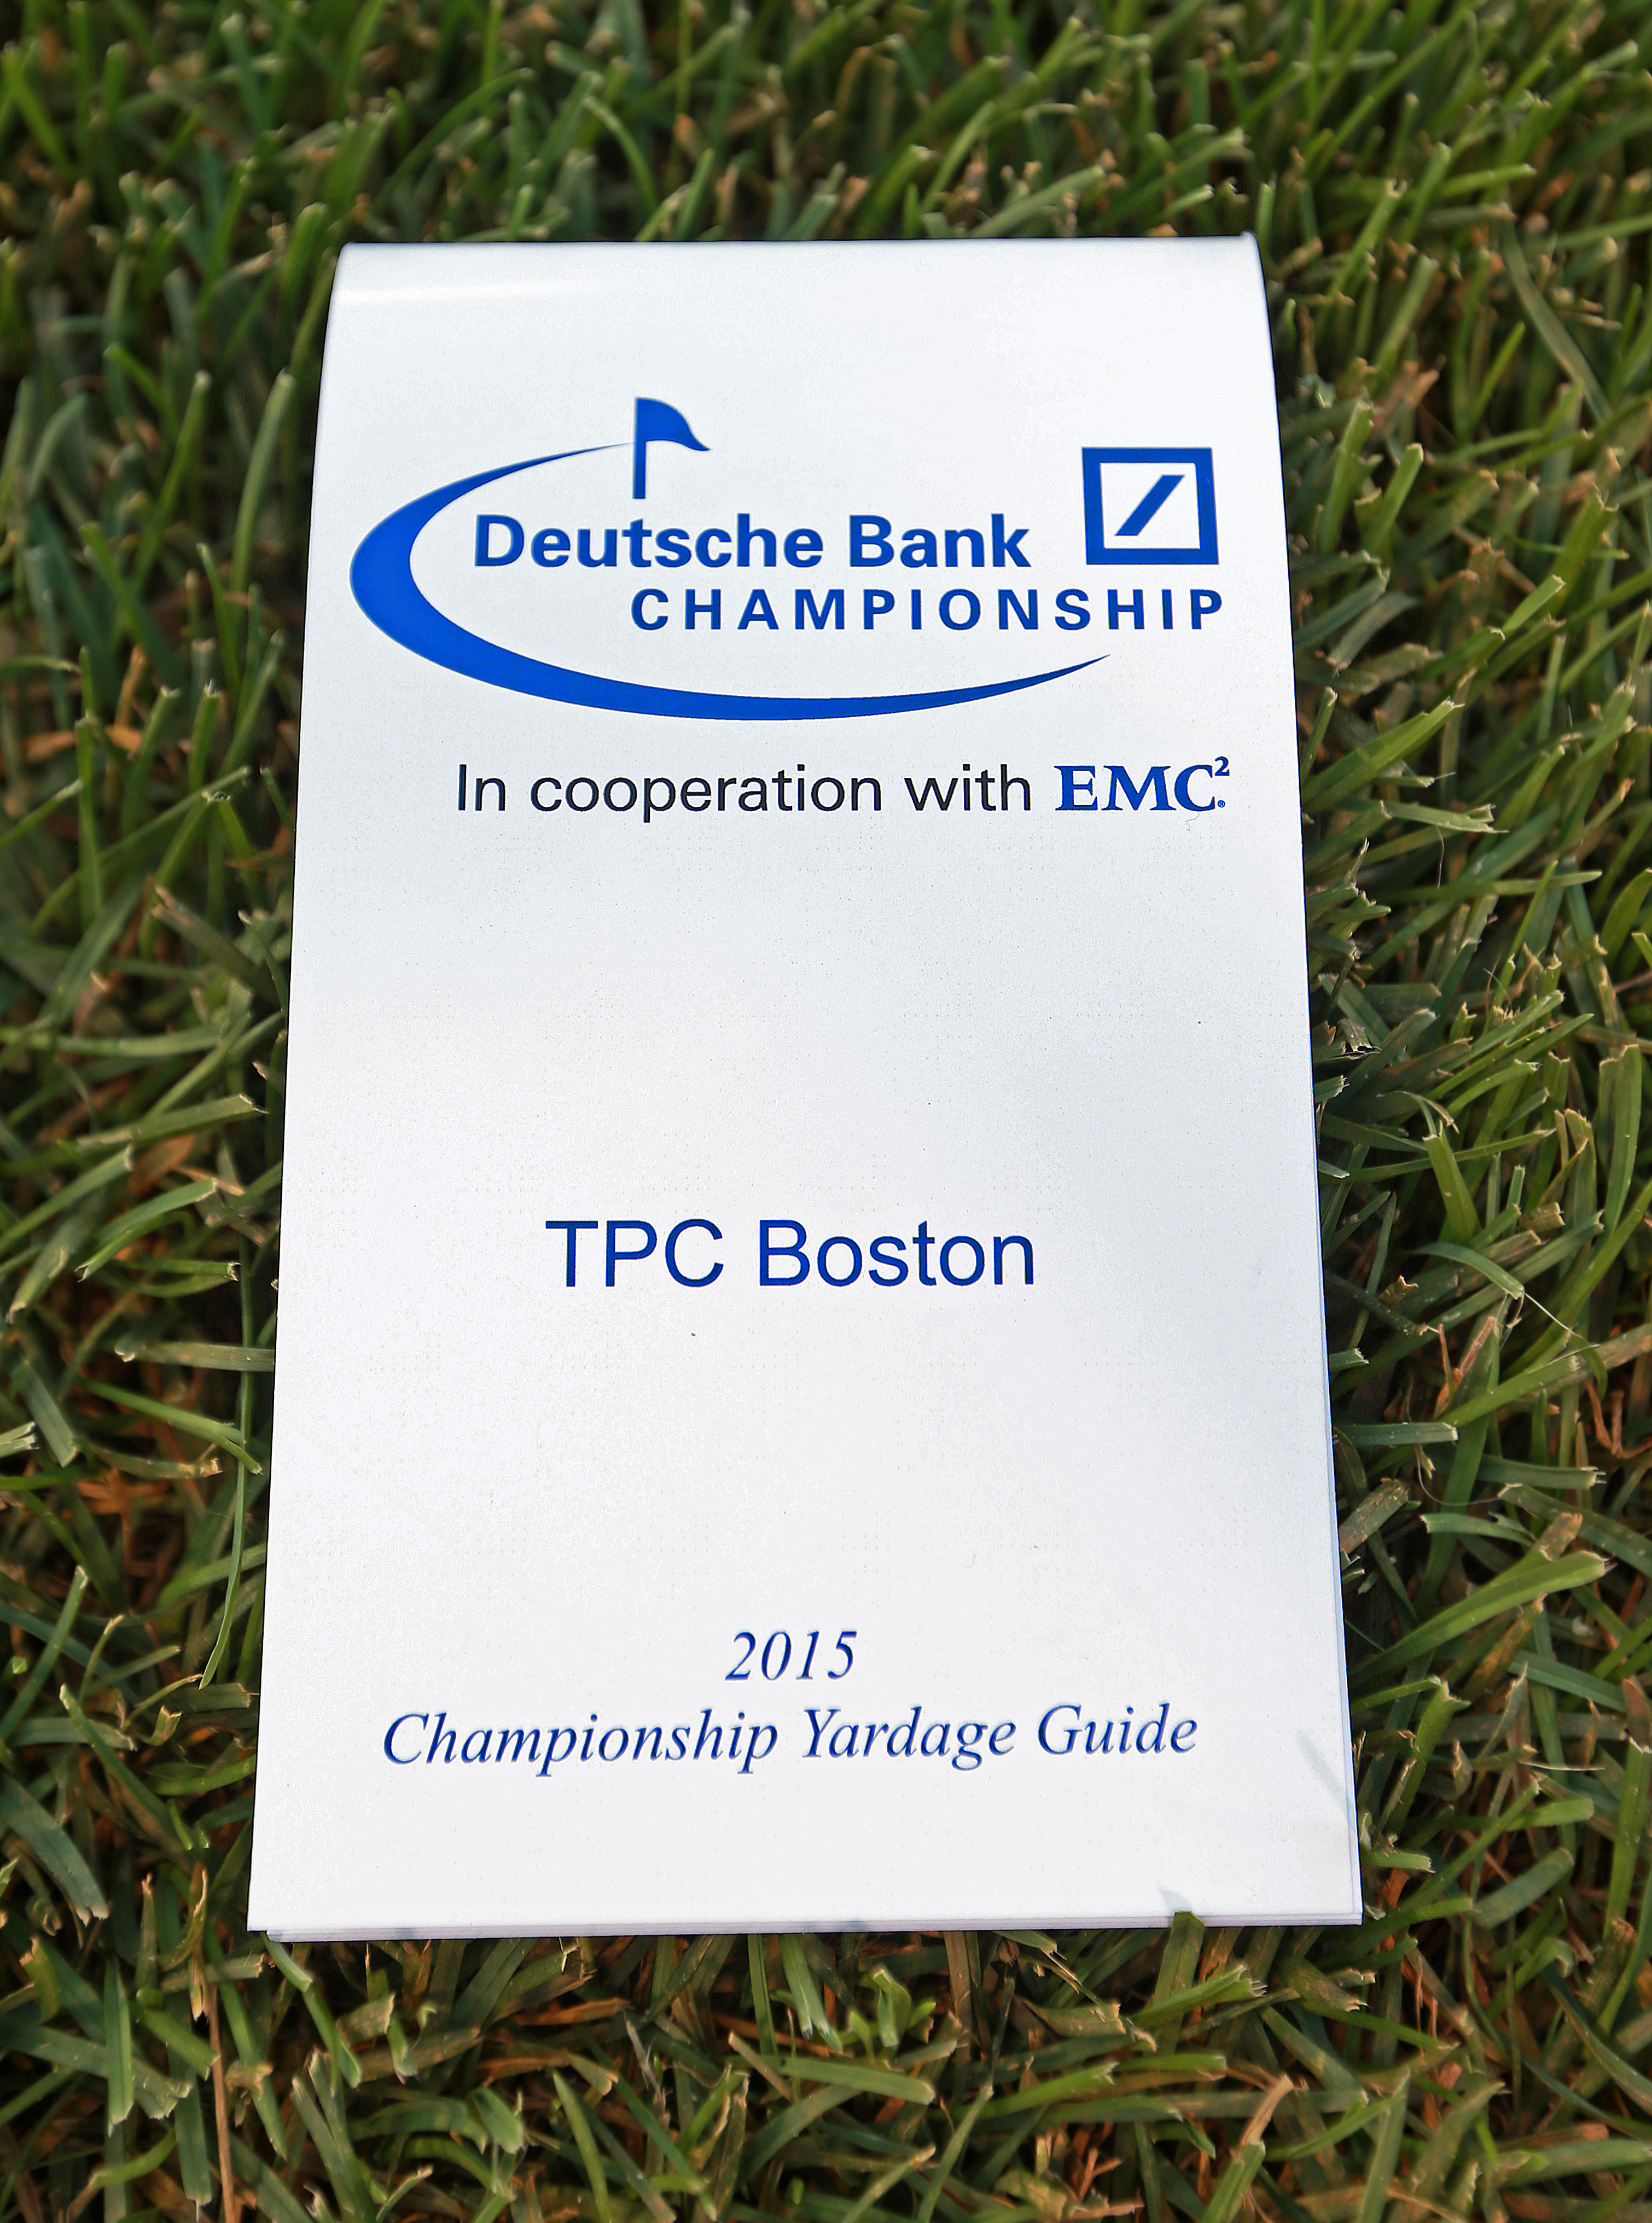 Deutsche Bank
CHAMPIONSHIP
In cooperation with EMC²®
TPC Boston
2015
Championship Yardage Guide